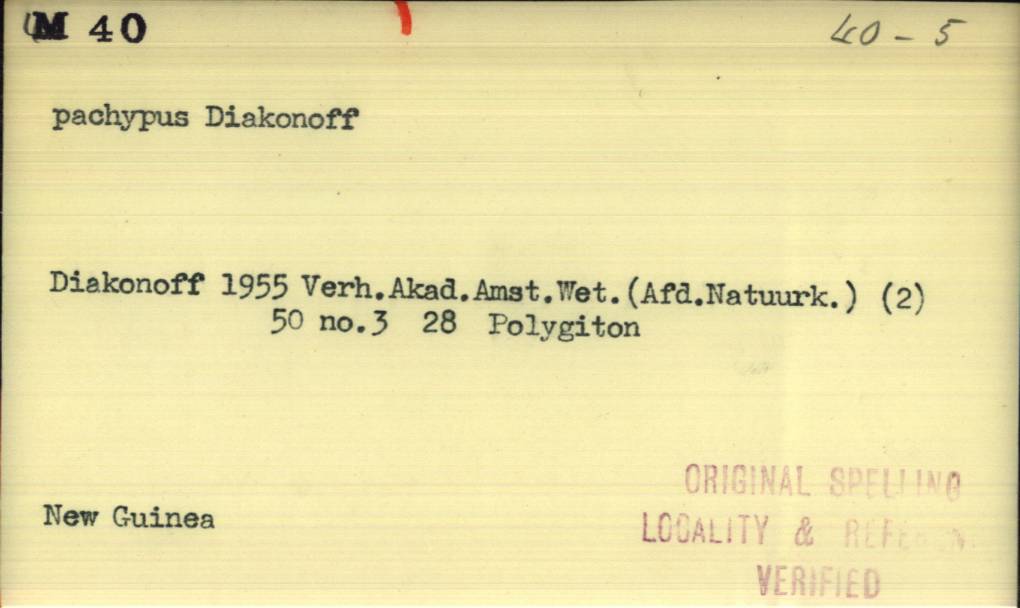 M 40
40 - 5
pachypus Diakonoff
Diakonoff 1955 Verh.Akad.Amst.Wet.(Afd.Natuurk.) (2)
50 no.3 28 Polygiton
New Guinea
ORIGINAL SPELLING
LOCALITY &
VERIFIED